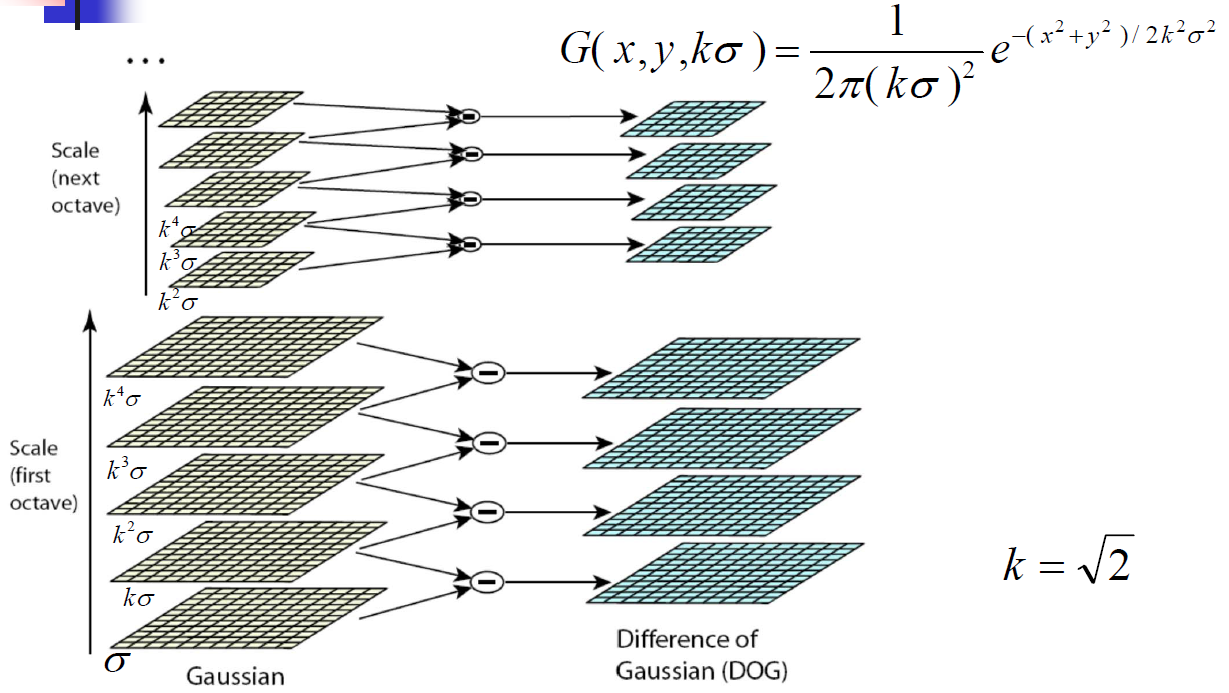 ...
G( x, y, kσ ) = 1 / 2π(kσ)² e^{−( x² + y² ) / 2k²σ²}
Scale
(next
octave)
k⁴σ
k³σ
k²σ
Scale
(first
octave)
k⁴σ
k³σ
k²σ
kσ
σ
k = √2
Gaussian
Difference of
Gaussian (DOG)